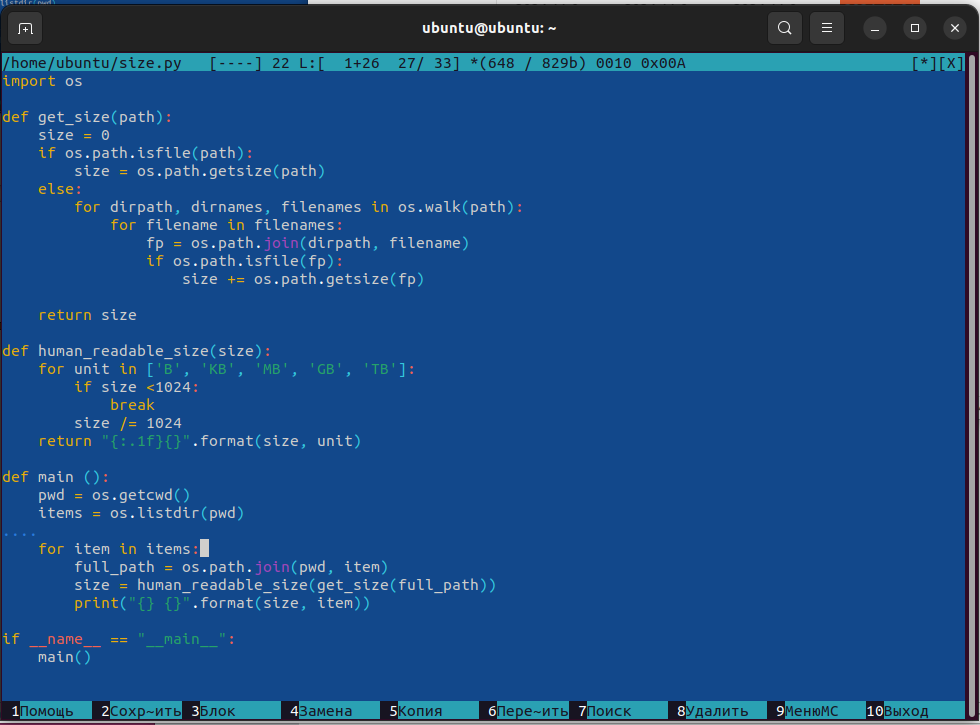 listdir(pwd)
ubuntu@ubuntu: ~
/home/ubuntu/size.py   [----] 22 L:[  1+26  27/ 33] *(648 / 829b) 0010 0x00A                         [*][X]
import os

def get_size(path):
    size = 0
    if os.path.isfile(path):
        size = os.path.getsize(path)
    else:
        for dirpath, dirnames, filenames in os.walk(path):
            for filename in filenames:
                fp = os.path.join(dirpath, filename)
                if os.path.isfile(fp):
                    size += os.path.getsize(fp)

    return size

def human_readable_size(size):
    for unit in ['B', 'KB', 'MB', 'GB', 'TB']:
        if size <1024:
            break
        size /= 1024
    return "{:.1f}{}".format(size, unit)

def main ():
    pwd = os.getcwd()
    items = os.listdir(pwd)
....
    for item in items:
        full_path = os.path.join(pwd, item)
        size = human_readable_size(get_size(full_path))
        print("{} {}".format(size, item))

if __name__ == "__main__":
    main()

1Помощь 2Сохр~ить 3Блок 4Замена 5Копия 6Пере~ить 7Поиск 8Удалить 9МенюMC 10Выход